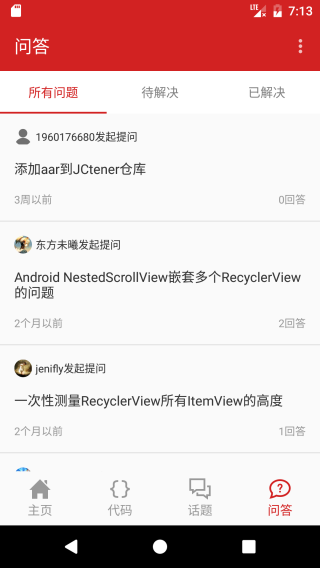 LTE 7:13
问答
所有问题 待解决 已解决
1960176680发起提问
添加aar到JCtener仓库
3周以前 0回答
东方未曦发起提问
Android NestedScrollView嵌套多个RecyclerView
的问题
2个月以前 2回答
jenifly发起提问
一次性测量RecyclerView所有ItemView的高度
2个月以前 1回答
主页 代码 话题 问答